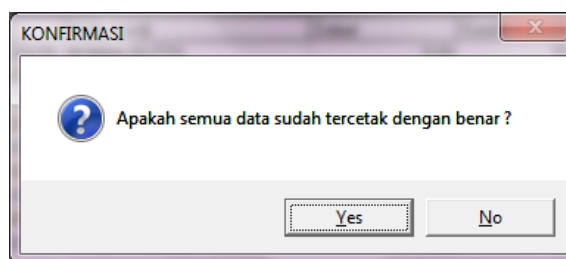 KONFIRMASI
Apakah semua data sudah tercetak dengan benar ?
Yes
No